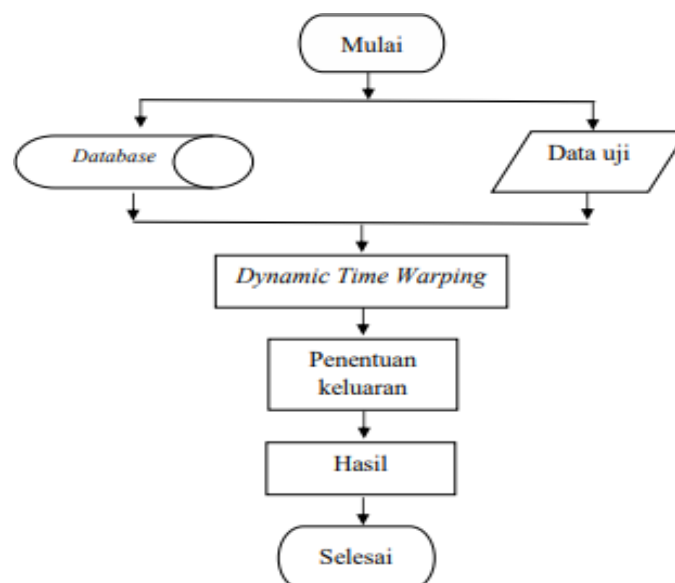 Mulai
Database
Data uji
Dynamic Time Warping
Penentuan
keluaran
Hasil
Selesai